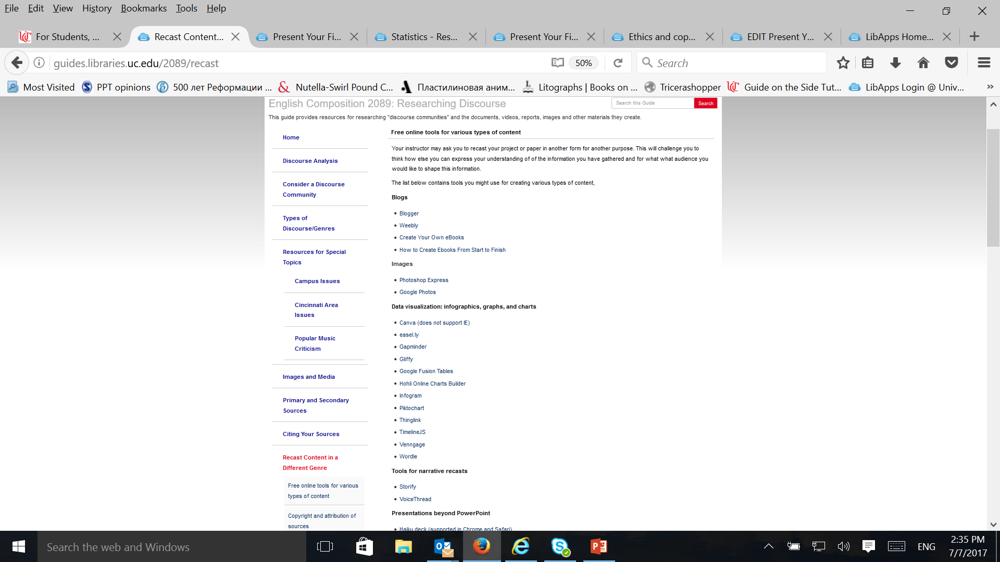 File Edit View History Bookmarks Tools Help
For Students, ... Recast Content... Present Your Fi... Statistics - Res... Present Your Fi... Ethics and cop... EDIT Present Y... LibApps Home...
guides.libraries.uc.edu/2089/recast 50% Search
Most Visited PPT opinions 500 лет Реформации ... Nutella-Swirl Pound C... Пластилиновая аним... Litographs | Books on ... Tricerashopper Guide on the Side Tut... LibApps Login @ Univ... »
English Composition 2089: Researching Discourse
Search this Guide Search
This guide provides resources for researching "discourse communities" and the documents, videos, reports, images and other materials they create.
Home
Discourse Analysis
Consider a Discourse
Community
Types of
Discourse/Genres
Resources for Special
Topics
Campus Issues
Cincinnati Area
Issues
Popular Music
Criticism
Images and Media
Primary and Secondary
Sources
Citing Your Sources
Recast Content in a
Different Genre
Free online tools for various
types of content
Copyright and attribution of
sources
Free online tools for various types of content
Your instructor may ask you to recast your project or paper in another form for another purpose. This will challenge you to
think how else you can express your understanding of of the information you have gathered and for what what audience you
would like to shape this information.
The list below contains tools you might use for creating various types of content,
Blogs
• Blogger
• Weebly
• Create Your Own eBooks
• How to Create Ebooks From Start to Finish
Images
• Photoshop Express
• Google Photos
Data visualization: infographics, graphs, and charts
• Canva (does not support IE)
• easel.ly
• Gapminder
• Gliffy
• Google Fusion Tables
• Hohli Online Charts Builder
• Infogram
• Piktochart
• Thinglink
• TimelineJS
• Venngage
• Wordle
Tools for narrative recasts
• Storify
• VoiceThread
Presentations beyond PowerPoint
• Haiku deck (supported in Chrome and Safari)
Search the web and Windows
ENG
2:35 PM
7/7/2017